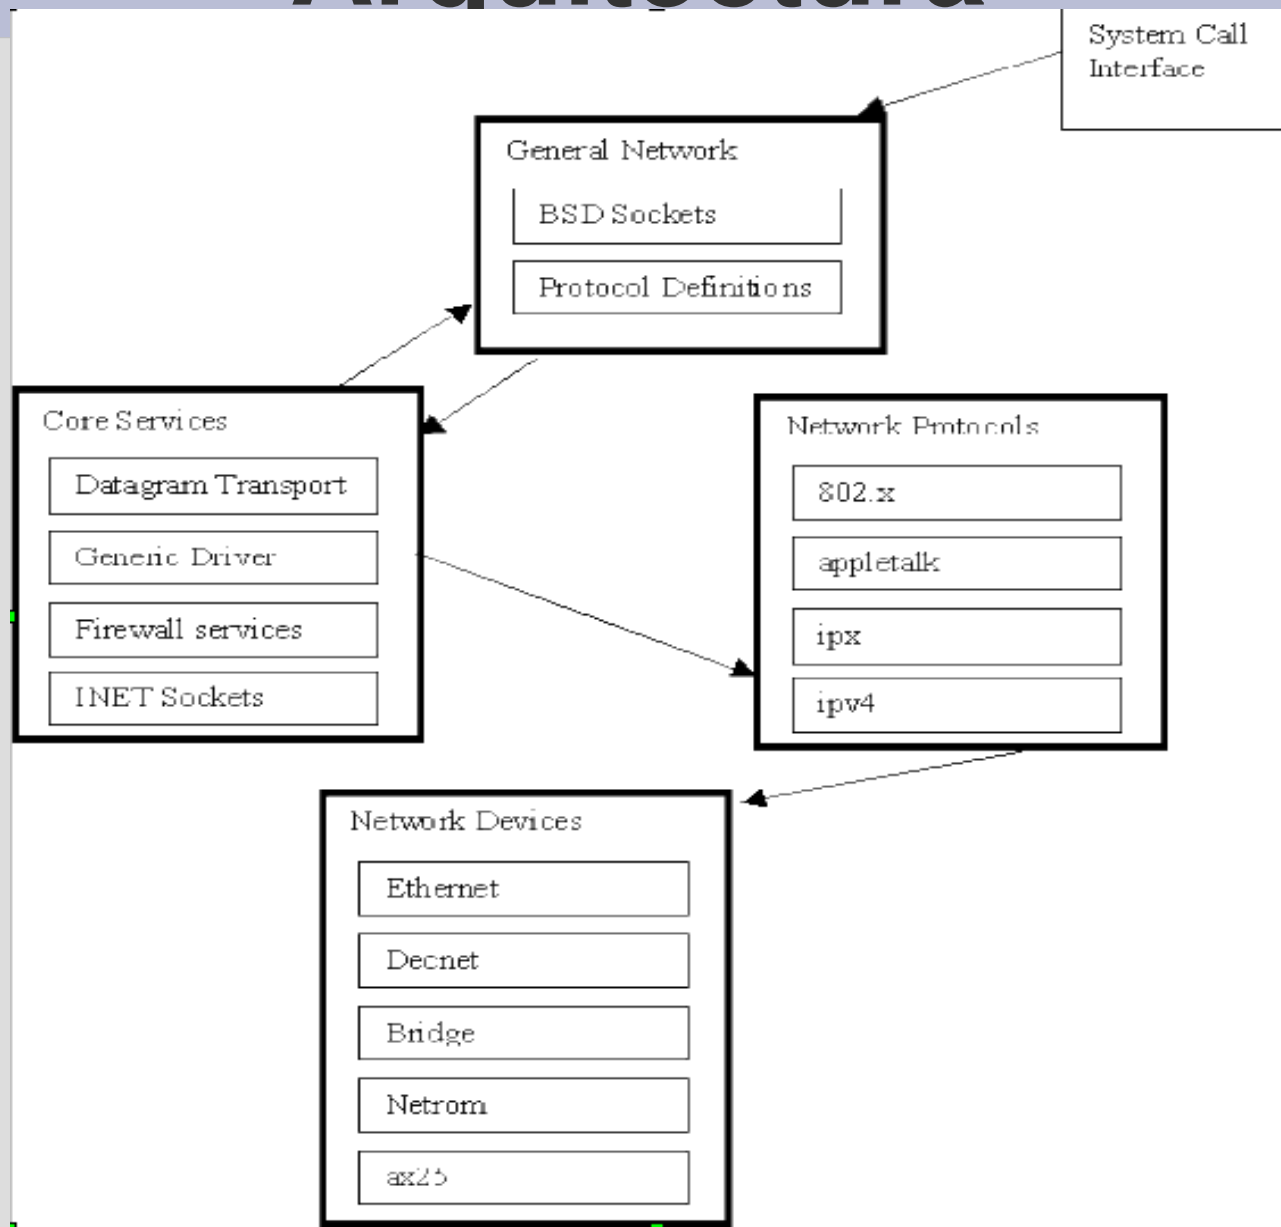 Arquitectura
System Call
Interface
General Network
BSD Sockets
Protocol Definitions
Core Services
Datagram Transport
Generic Driver
Firewall services
INET Sockets
Network Protocols
802.x
appletalk
ipx
ipv4
Network Devices
Ethernet
Decnet
Bridge
Netrom
ax25